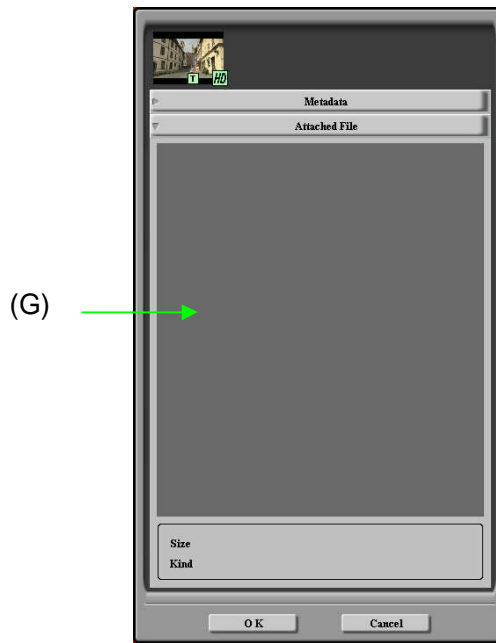 T HD
Metadata
Attached File
(G)
Size
Kind
OK Cancel